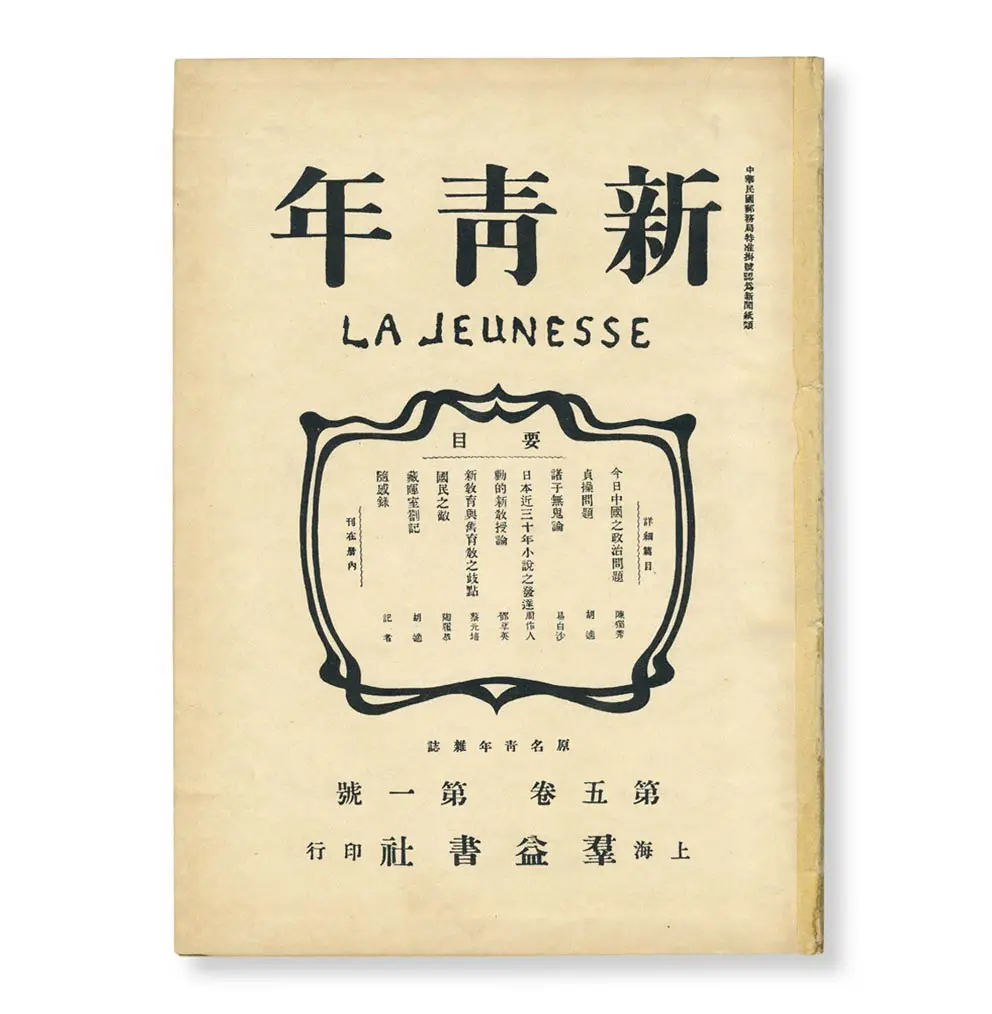 中華民國郵務局特准掛號認爲新聞紙類
新青年
LA JEUNESSE
要目
詳細篇目
今日中國之政治問題 陳獨秀
貞操問題 胡適
諸子無鬼論 易白沙
日本近三十年小說之發達 周作人
動的新敎授論 鄧萃英
新敎育與舊育敎之歧點 蔡元培
國民之敵 陶履恭
藏暉室劄記 胡適
隨感錄 記者
刊在册內
原名青年雜誌
第五卷 第一號
上海羣益書社印行